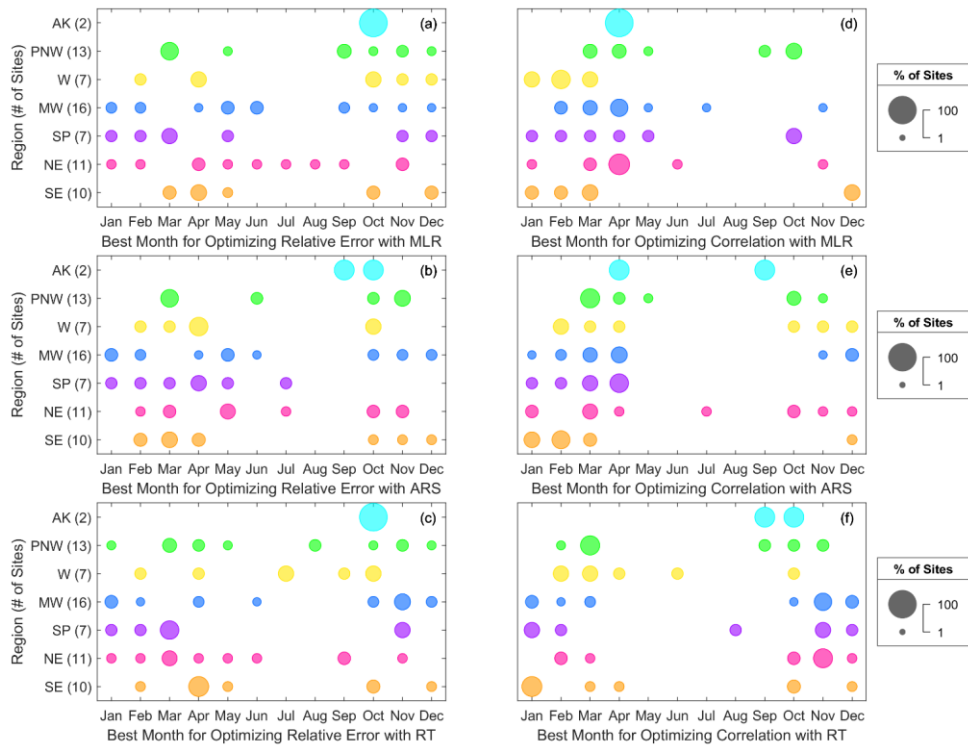 (a)
Region (# of Sites)
AK (2)
PNW (13)
W (7)
MW (16)
SP (7)
NE (11)
SE (10)
Jan Feb Mar Apr May Jun Jul Aug Sep Oct Nov Dec
Best Month for Optimizing Relative Error with MLR
(d)
Jan Feb Mar Apr May Jun Jul Aug Sep Oct Nov Dec
Best Month for Optimizing Correlation with MLR
% of Sites
100
1
(b)
Region (# of Sites)
AK (2)
PNW (13)
W (7)
MW (16)
SP (7)
NE (11)
SE (10)
Jan Feb Mar Apr May Jun Jul Aug Sep Oct Nov Dec
Best Month for Optimizing Relative Error with ARS
(e)
Jan Feb Mar Apr May Jun Jul Aug Sep Oct Nov Dec
Best Month for Optimizing Correlation with ARS
% of Sites
100
1
(c)
Region (# of Sites)
AK (2)
PNW (13)
W (7)
MW (16)
SP (7)
NE (11)
SE (10)
Jan Feb Mar Apr May Jun Jul Aug Sep Oct Nov Dec
Best Month for Optimizing Relative Error with RT
(f)
Jan Feb Mar Apr May Jun Jul Aug Sep Oct Nov Dec
Best Month for Optimizing Correlation with RT
% of Sites
100
1